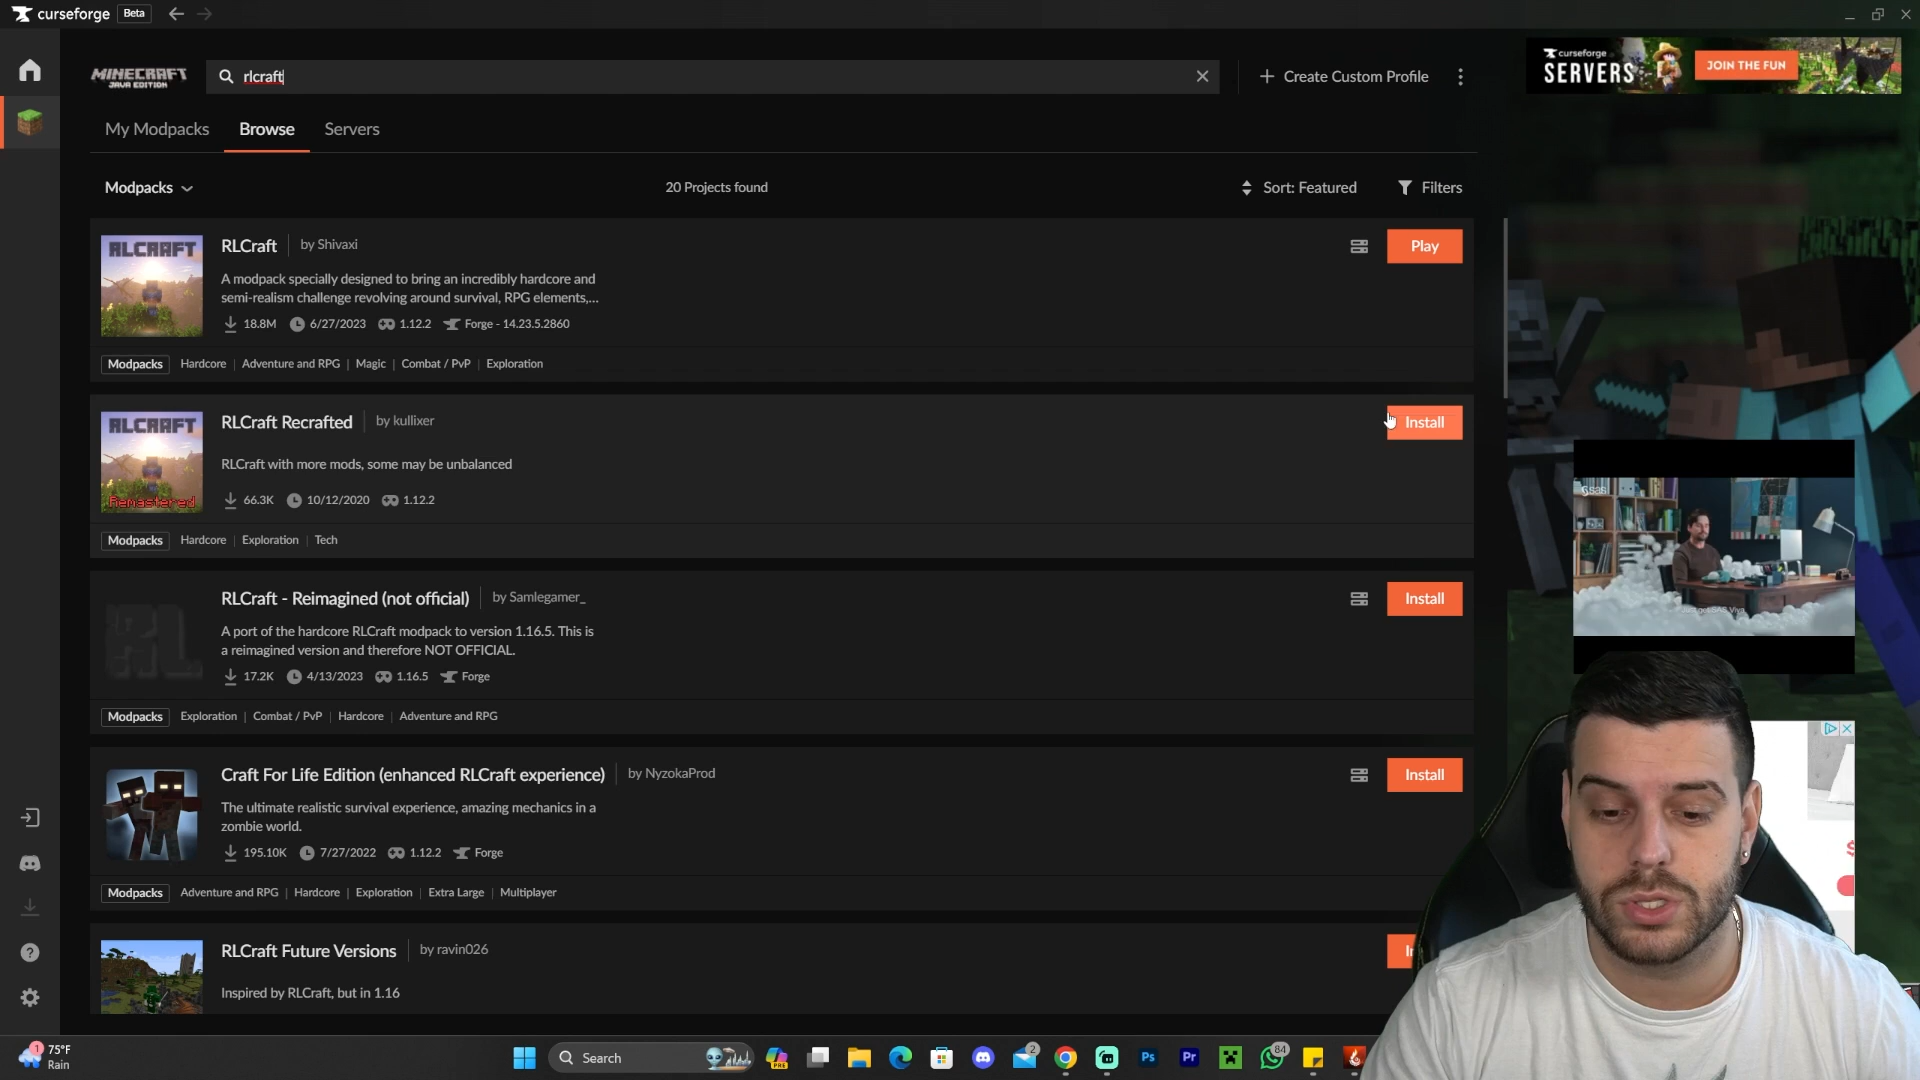 curseforge Beta
MINECRAFT
JAVA EDITION
rlcraft
Create Custom Profile
curseforge
SERVERS
JOIN THE FUN
My Modpacks
Browse
Servers
Modpacks
20 Projects found
Sort: Featured
Filters
RLCRAFT
RLCraft | by Shivaxi
A modpack specially designed to bring an incredibly hardcore and
semi-realism challenge revolving around survival, RPG elements,...
18.8M 6/27/2023 1.12.2 Forge - 14.23.5.2860
Play
Modpacks Hardcore | Adventure and RPG | Magic | Combat / PvP | Exploration
RLCRAFT
Remastered
RLCraft Recrafted | by kullixer
RLCraft with more mods, some may be unbalanced
66.3K 10/12/2020 1.12.2
Install
Modpacks Hardcore | Exploration | Tech
RL
RLCraft - Reimagined (not official) | by Samlegamer_
A port of the hardcore RLCraft modpack to version 1.16.5. This is
a reimagined version and therefore NOT OFFICIAL.
17.2K 4/13/2023 1.16.5 Forge
Install
Modpacks Exploration | Combat / PvP | Hardcore | Adventure and RPG
Craft For Life Edition (enhanced RLCraft experience) | by NyzokaProd
The ultimate realistic survival experience, amazing mechanics in a
zombie world.
195.10K 7/27/2022 1.12.2 Forge
Install
Modpacks Adventure and RPG | Hardcore | Exploration | Extra Large | Multiplayer
RLCraft Future Versions | by ravin026
Inspired by RLCraft, but in 1.16
sas
$
1
75°F
Rain
Search
PRE
2
Ps
Pr
84